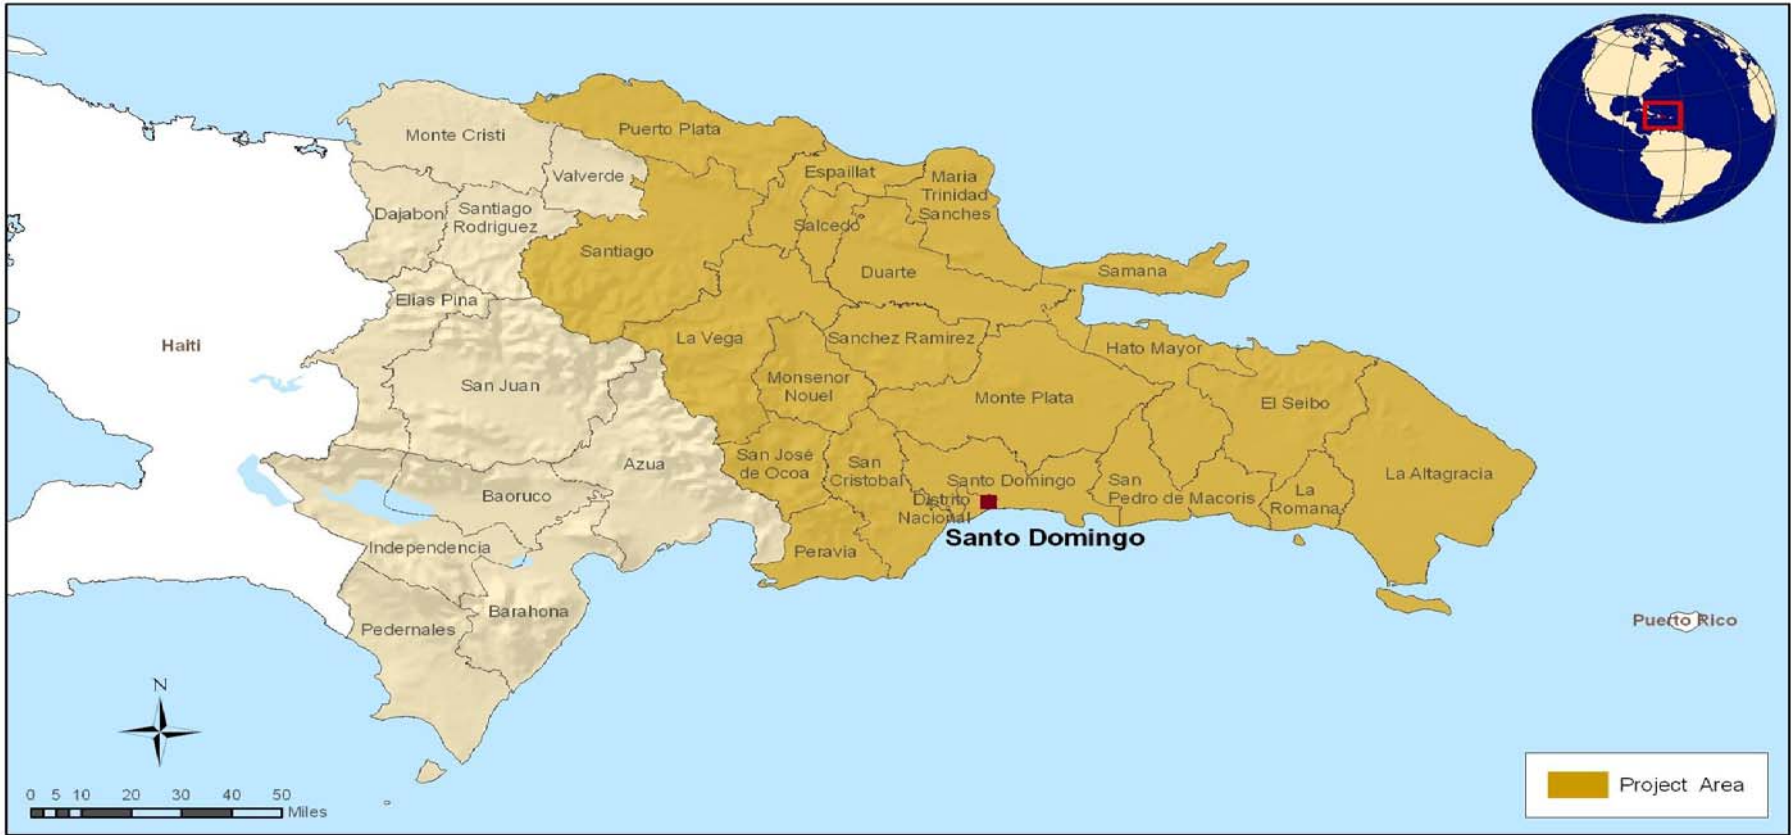 Puerto Plata
Monte Cristi
Espaillat
Valverde
Maria
Trinidad
Sanches
Dajabon
Santiago
Rodriguez
Salcedo
Santiago
Duarte
Samana
Elias Pina
Haiti
La Vega
Sanchez Ramirez
Hato Mayor
San Juan
Monsenor
Nouel
Monte Plata
El Seibo
Azua
San José
de Ocoa
San
Cristobal
Santo Domingo
San
Pedro de Macoris
La
Romana
La Altagracia
Baoruco
Distrito
Nacional
Santo Domingo
Independencia
Peravia
Barahona
Pedernales
Puerto Rico
N
0 5 10 20 30 40 50
Miles
Project Area